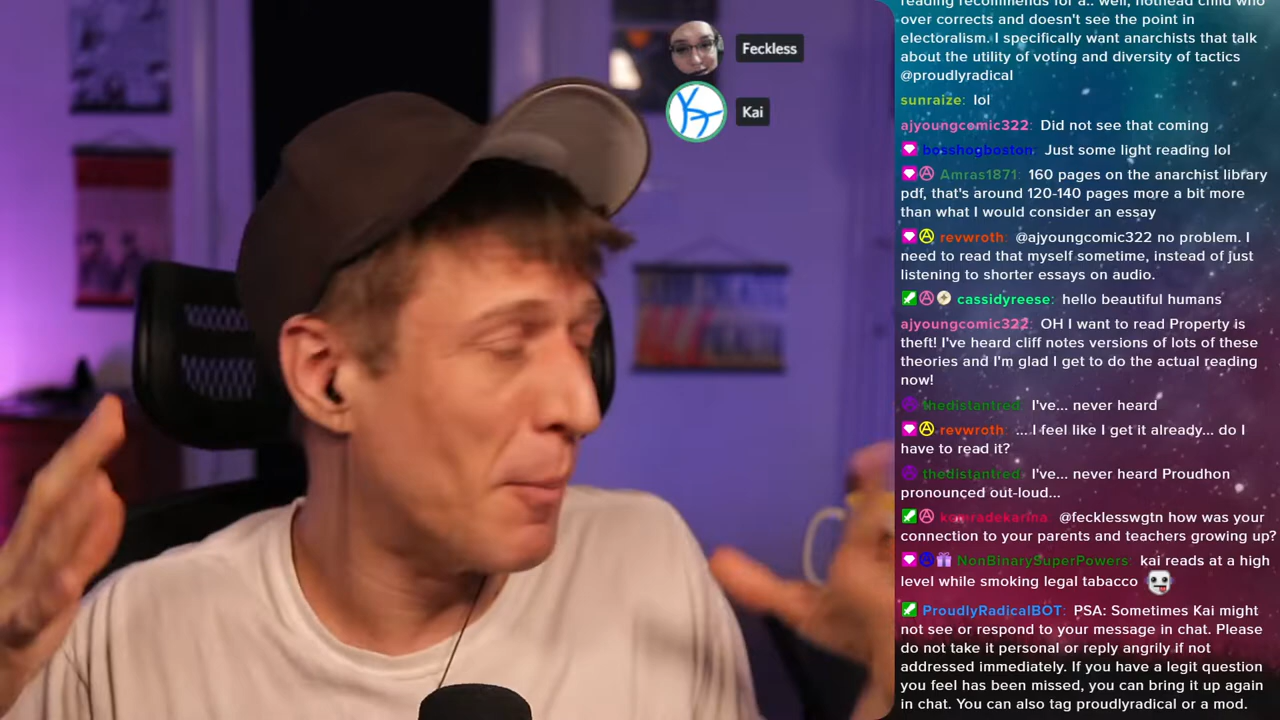 Feckless
Kai
reading recommends for a.. well, hothead child who
over corrects and doesn't see the point in
electoralism. I specifically want anarchists that talk
about the utility of voting and diversity of tactics
@proudlyradical
sunraize: lol
ajyoungcomic322: Did not see that coming
bosshogboston: Just some light reading lol
Amras1871: 160 pages on the anarchist library
pdf, that's around 120-140 pages more a bit more
than what I would consider an essay
revwroth: @ajyoungcomic322 no problem. I
need to read that myself sometime, instead of just
listening to shorter essays on audio.
cassidyreese: hello beautiful humans
ajyoungcomic322: OH I want to read Property is
theft! I've heard cliff notes versions of lots of these
theories and I'm glad I get to do the actual reading
now!
thedistantred: I've... never heard
revwroth: ... I feel like I get it already... do I
have to read it?
thedistantred: I've... never heard Proudhon
pronounced out-loud...
komradekarina: @fecklesswgtn how was your
connection to your parents and teachers growing up?
NonBinarySuperPowers: kai reads at a high
level while smoking legal tabacco
ProudlyRadicalBOT: PSA: Sometimes Kai might
not see or respond to your message in chat. Please
do not take it personal or reply angrily if not
addressed immediately. If you have a legit question
you feel has been missed, you can bring it up again
in chat. You can also tag proudlyradical or a mod.